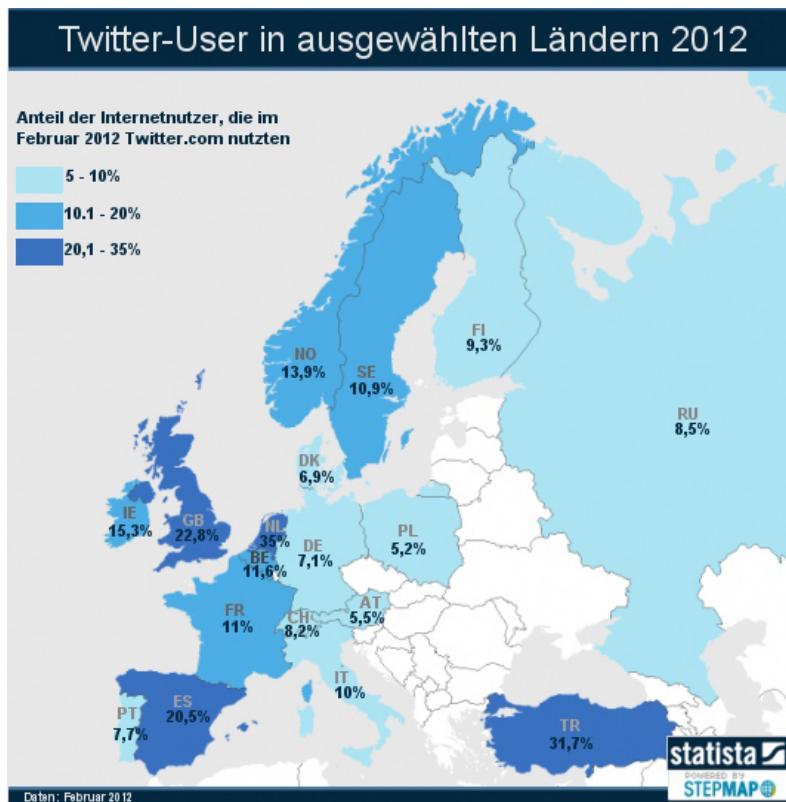 Twitter-User in ausgewählten Ländern 2012
Anteil der Internetnutzer, die im
Februar 2012 Twitter.com nutzten
5 - 10%
10.1 - 20%
20,1 - 35%
NO
13,9%
SE
10,9%
FI
9,3%
RU
8,5%
DK
6,9%
IE
15,3%
GB
22,8%
NL
35%
BE
11,6%
DE
7,1%
PL
5,2%
FR
11%
CH
8,2%
AT
5,5%
IT
10%
PT
7,7%
ES
20,5%
TR
31,7%
statista
POWERED BY
STEPMAP
Daten: Februar 2012